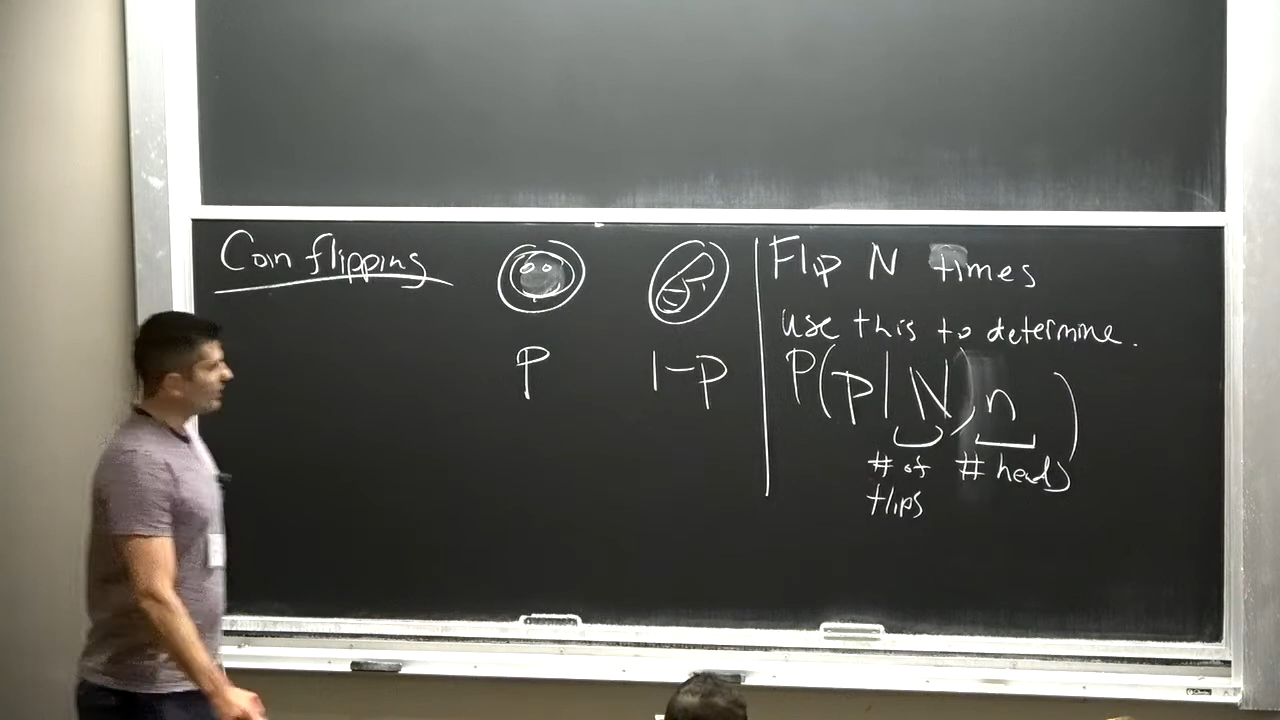 Coin flipping
p
1-p
Flip N times
use this to determine.
P(p|N,n)
# of
flips
# heads